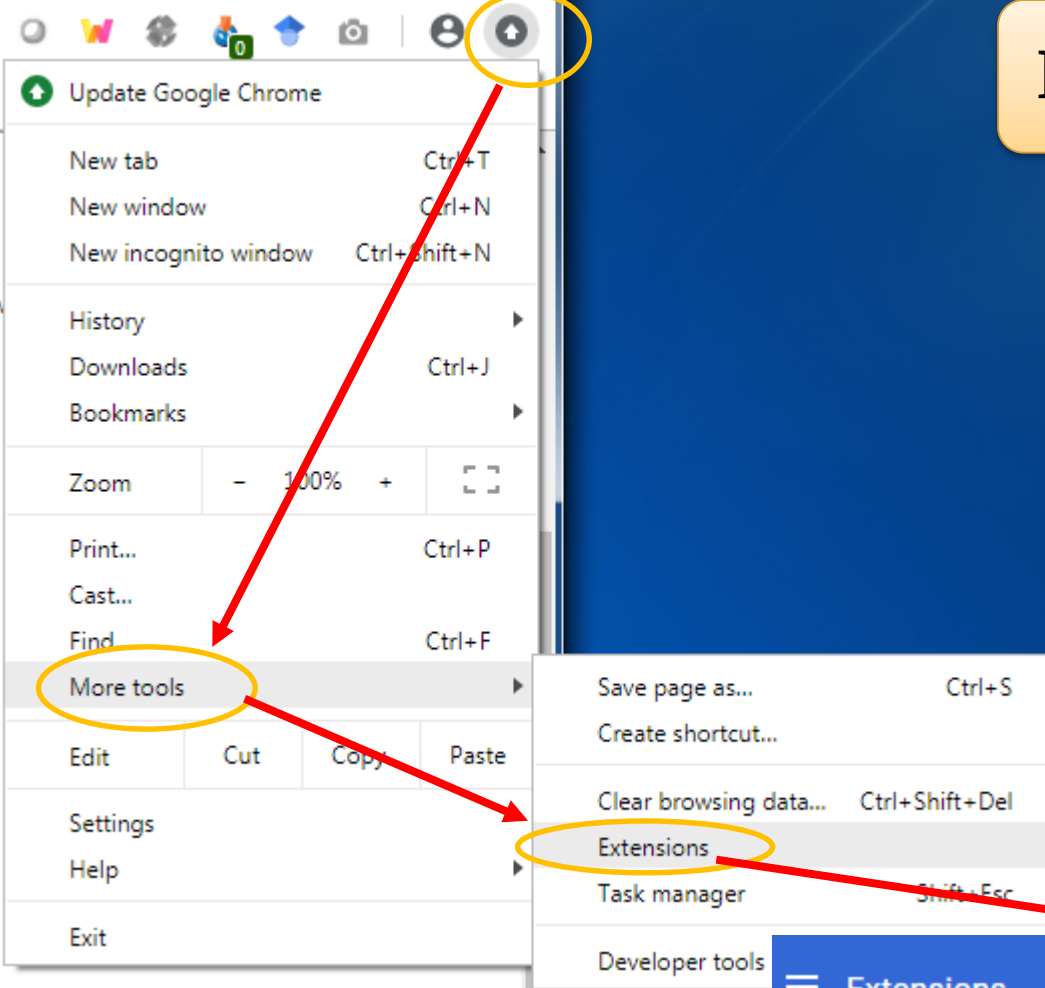 0
Update Google Chrome
New tab Ctrl+T
New window Ctrl+N
New incognito window Ctrl+Shift+N
History
Downloads Ctrl+J
Bookmarks
Zoom - 100% +
Print... Ctrl+P
Cast...
Find Ctrl+F
More tools
Edit Cut Copy Paste
Settings
Help
Exit
Save page as... Ctrl+S
Create shortcut...
Clear browsing data... Ctrl+Shift+Del
Extensions
Task manager Shift+Esc
Developer tools
Extensions